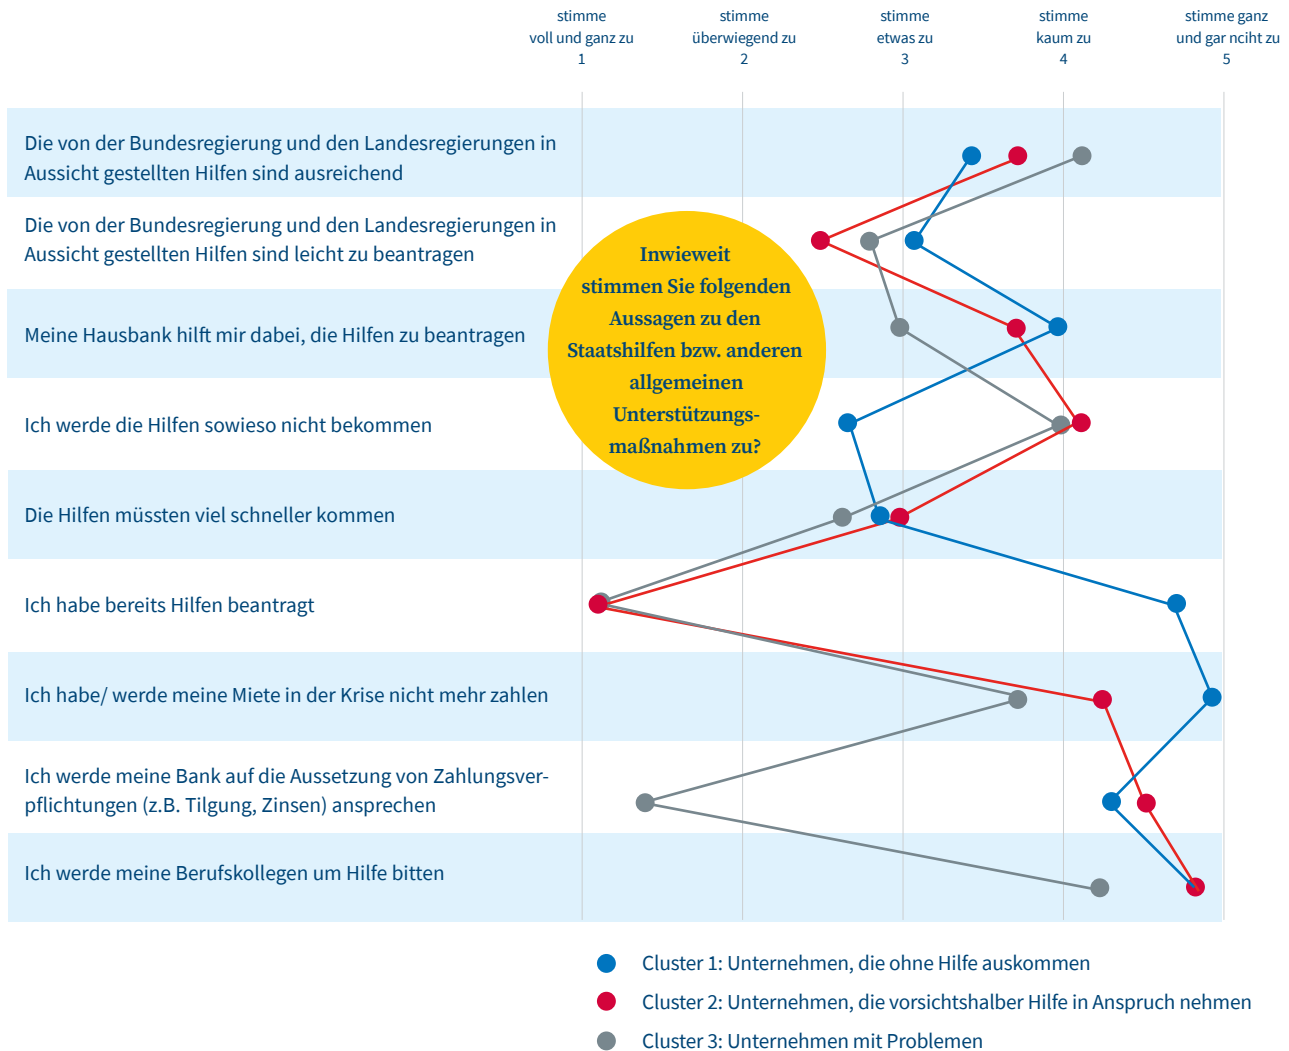 stimme
voll und ganz zu
1
stimme
überwiegend zu
2
stimme
etwas zu
3
stimme
kaum zu
4
stimme ganz
und gar nciht zu
5
Die von der Bundesregierung und den Landesregierungen in
Aussicht gestellten Hilfen sind ausreichend
Die von der Bundesregierung und den Landesregierungen in
Aussicht gestellten Hilfen sind leicht zu beantragen
Meine Hausbank hilft mir dabei, die Hilfen zu beantragen
Ich werde die Hilfen sowieso nicht bekommen
Die Hilfen müssten viel schneller kommen
Ich habe bereits Hilfen beantragt
Ich habe/ werde meine Miete in der Krise nicht mehr zahlen
Ich werde meine Bank auf die Aussetzung von Zahlungsver-
pflichtungen (z.B. Tilgung, Zinsen) ansprechen
Ich werde meine Berufskollegen um Hilfe bitten
Inwieweit
stimmen Sie folgenden
Aussagen zu den
Staatshilfen bzw. anderen
allgemeinen
Unterstützungs-
maßnahmen zu?
Cluster 1: Unternehmen, die ohne Hilfe auskommen
Cluster 2: Unternehmen, die vorsichtshalber Hilfe in Anspruch nehmen
Cluster 3: Unternehmen mit Problemen